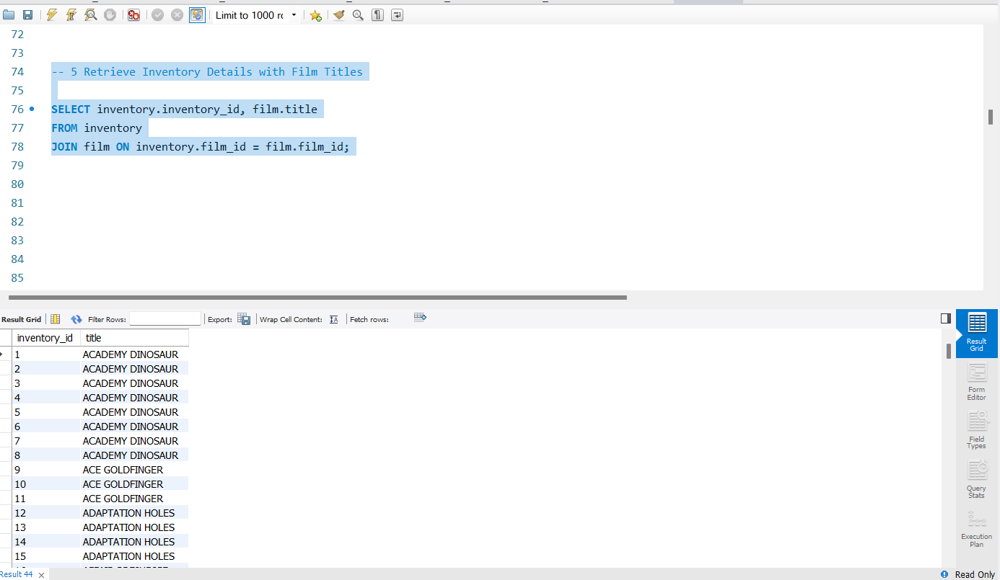 Limit to 1000 rc
72
73
74 -- 5 Retrieve Inventory Details with Film Titles
75
76 SELECT inventory.inventory_id, film.title
77 FROM inventory
78 JOIN film ON inventory.film_id = film.film_id;
79
80
81
82
83
84
85
Result Grid Filter Rows: Export: Wrap Cell Content: Fetch rows:
inventory_id title
1 ACADEMY DINOSAUR
2 ACADEMY DINOSAUR
3 ACADEMY DINOSAUR
4 ACADEMY DINOSAUR
5 ACADEMY DINOSAUR
6 ACADEMY DINOSAUR
7 ACADEMY DINOSAUR
8 ACADEMY DINOSAUR
9 ACE GOLDFINGER
10 ACE GOLDFINGER
11 ACE GOLDFINGER
12 ADAPTATION HOLES
13 ADAPTATION HOLES
14 ADAPTATION HOLES
15 ADAPTATION HOLES
Result
Grid
Form
Editor
Field
Types
Query
Stats
Execution
Plan
Result 44
Read Only